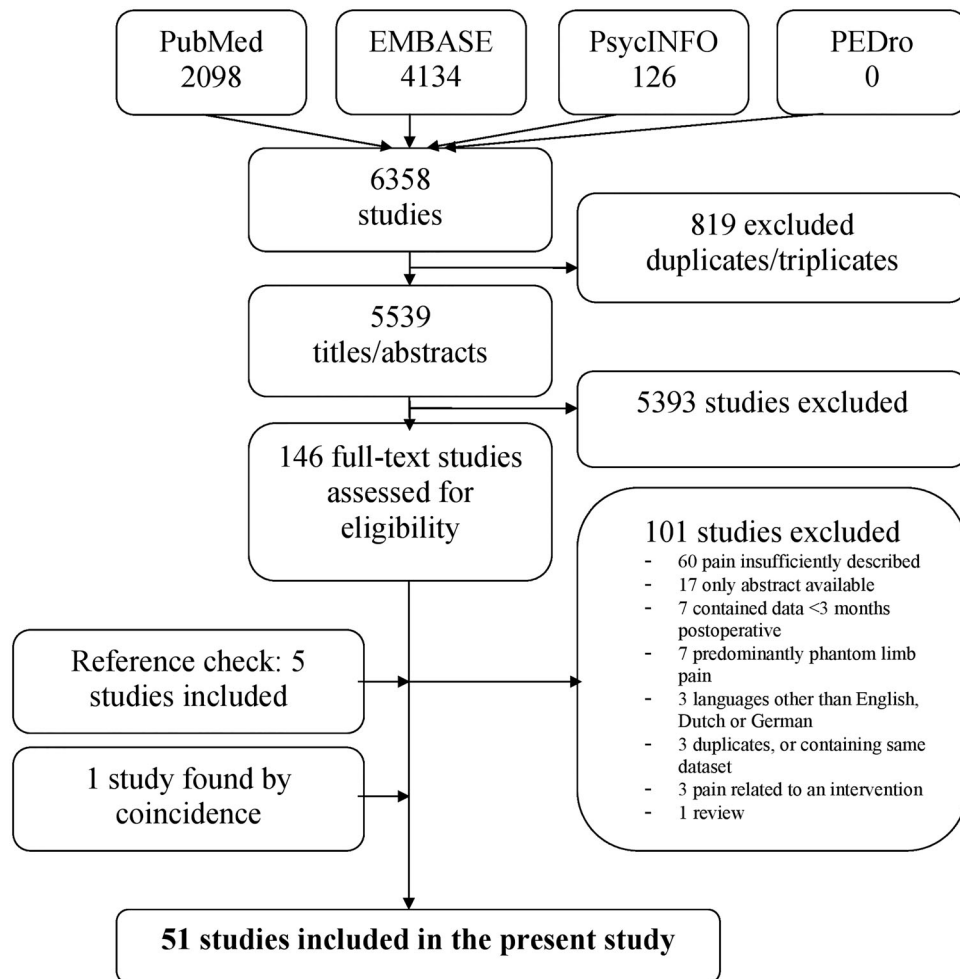 PubMed
2098
EMBASE
4134
PsycINFO
126
PEDro
0
6358
studies
819 excluded
duplicates/triplicates
5539
titles/abstracts
5393 studies excluded
146 full-text studies
assessed for
eligibility
101 studies excluded
- 60 pain insufficiently described
- 17 only abstract available
- 7 contained data <3 months
postoperative
- 7 predominantly phantom limb
pain
- 3 languages other than English,
Dutch or German
- 3 duplicates, or containing same
dataset
- 3 pain related to an intervention
- 1 review
Reference check: 5
studies included
1 study found by
coincidence
51 studies included in the present study